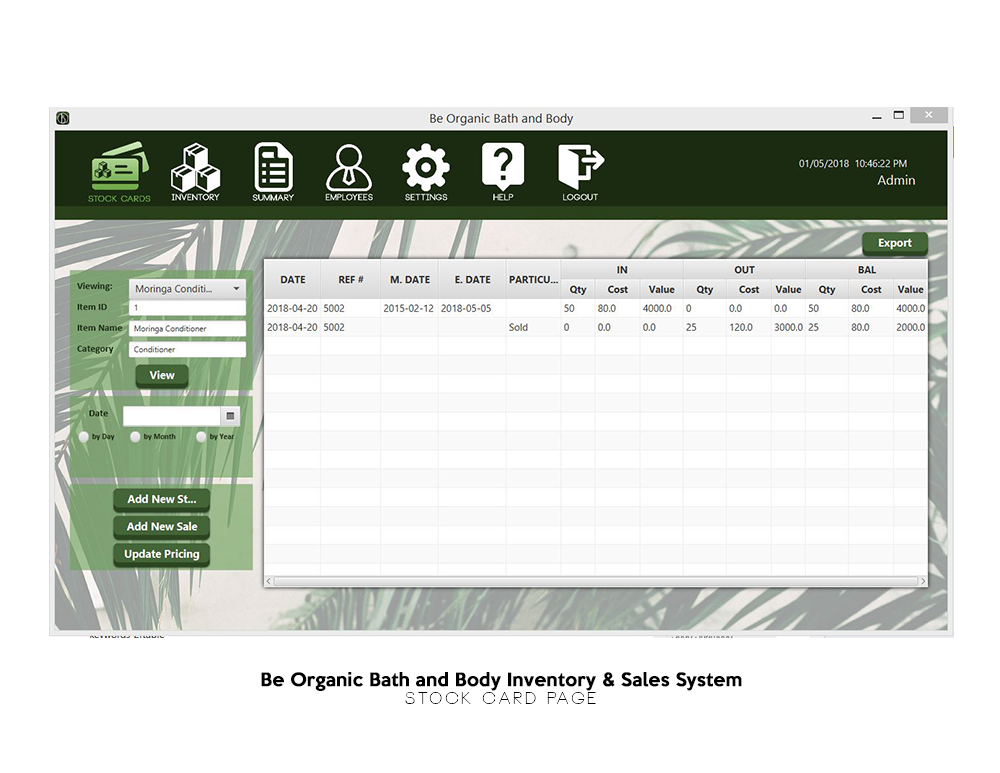 Be Organic Bath and Body
STOCK CARDS INVENTORY SUMMARY EMPLOYEES SETTINGS HELP LOGOUT
01/05/2018 10:46:22 PM
Admin
Export
Viewing: Moringa Conditi...
Item ID 1
Item Name Moringa Conditioner
Category Conditioner
View
Date
by Day by Month by Year
Add New St...
Add New Sale
Update Pricing
DATE REF # M. DATE E. DATE PARTICU... IN OUT BAL
Qty Cost Value Qty Cost Value Qty Cost Value
2018-04-20 5002 2015-02-12 2018-05-05 50 80.0 4000.0 0 0.0 0.0 50 80.0 4000.0
2018-04-20 5002 Sold 0 0.0 0.0 25 120.0 3000.0 25 80.0 2000.0
Be Organic Bath and Body Inventory & Sales System
STOCK CARD PAGE